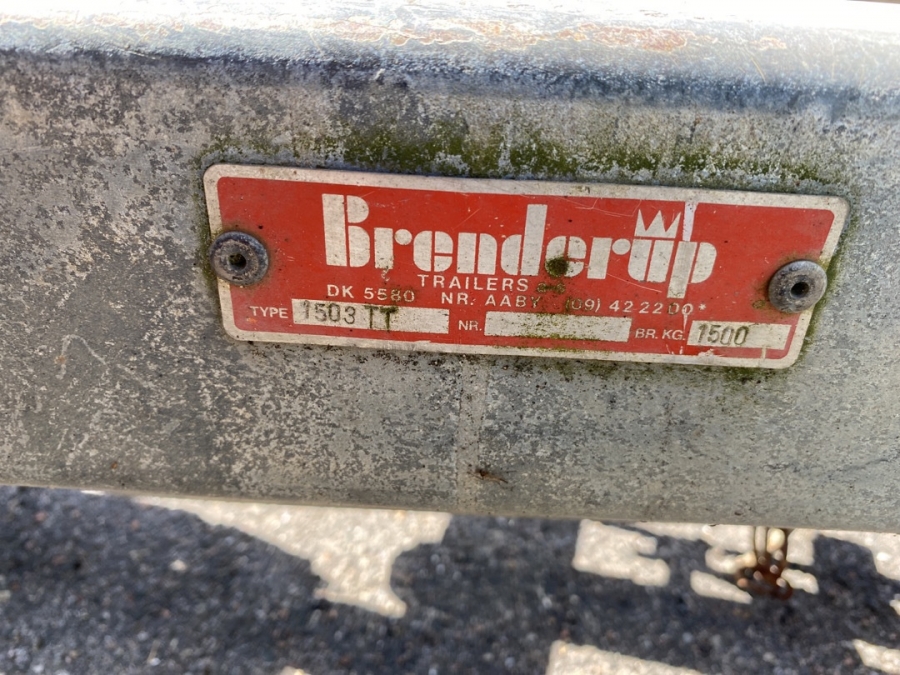 Brenderup
TRAILERS
DK 5580 NR: AABY (09) 42 22 00*
TYPE 1503 TT NR. BR. KG. 1500